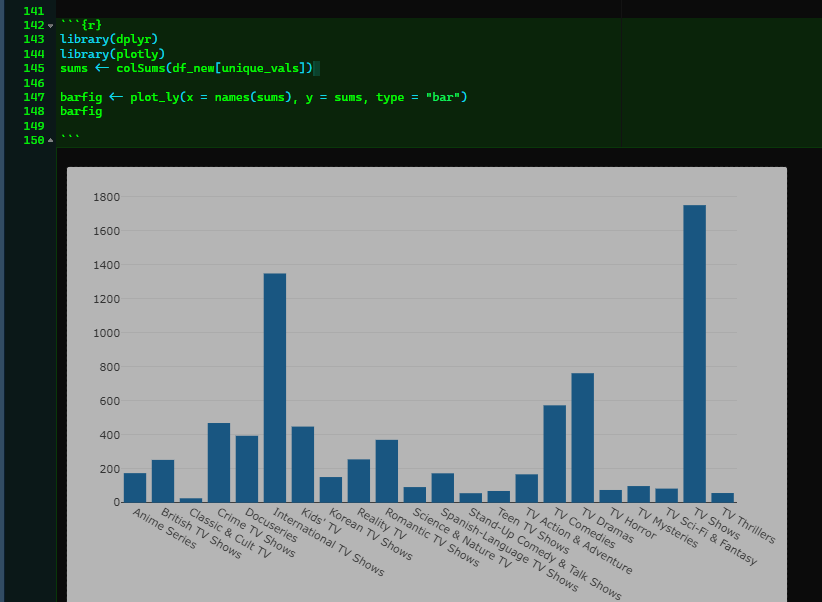 141
142 ```{r}
143 library(dplyr)
144 library(plotly)
145 sums <- colSums(df_new[unique_vals])
146
147 barfig <- plot_ly(x = names(sums), y = sums, type = "bar")
148 barfig
149
150 ```
1800
1600
1400
1200
1000
800
600
400
200
0
Anime Series
British TV Shows
Classic & Cult TV
Crime TV Shows
Docuseries
International TV Shows
Kids' TV
Korean TV Shows
Reality TV
Romantic TV Shows
Science & Nature TV
Spanish-Language TV Shows
Stand-Up Comedy & Talk Shows
Teen TV Shows
TV Action & Adventure
TV Comedies
TV Dramas
TV Horror
TV Mysteries
TV Sci-Fi & Fantasy
TV Shows
TV Thrillers